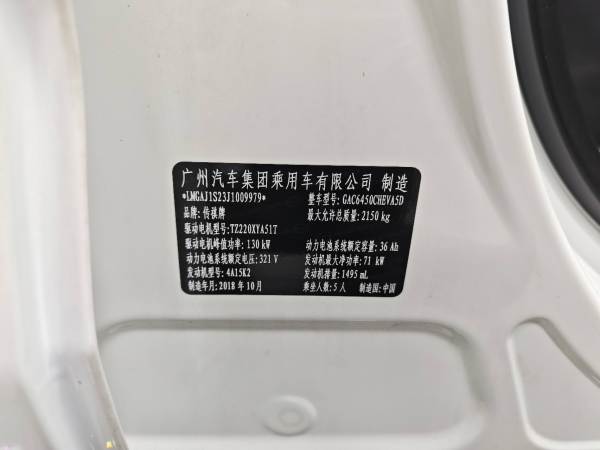 广州汽车集团乘用车有限公司 制造
*LMGAJ1S23J1009979* 整车型号: GAC6450CHEVA5D
品牌: 传祺牌 最大允许总质量: 2150 kg
驱动电机型号: TZ220XYA51T
驱动电机峰值功率: 130 kW 动力电池系统额定容量: 36 Ah
动力电池系统额定电压: 321 V 发动机最大净功率: 71 kW
发动机型号: 4A15K2 发动机排量: 1495 mL
制造年月: 2018 年 10 月 乘坐人数: 5 人 制造国: 中国